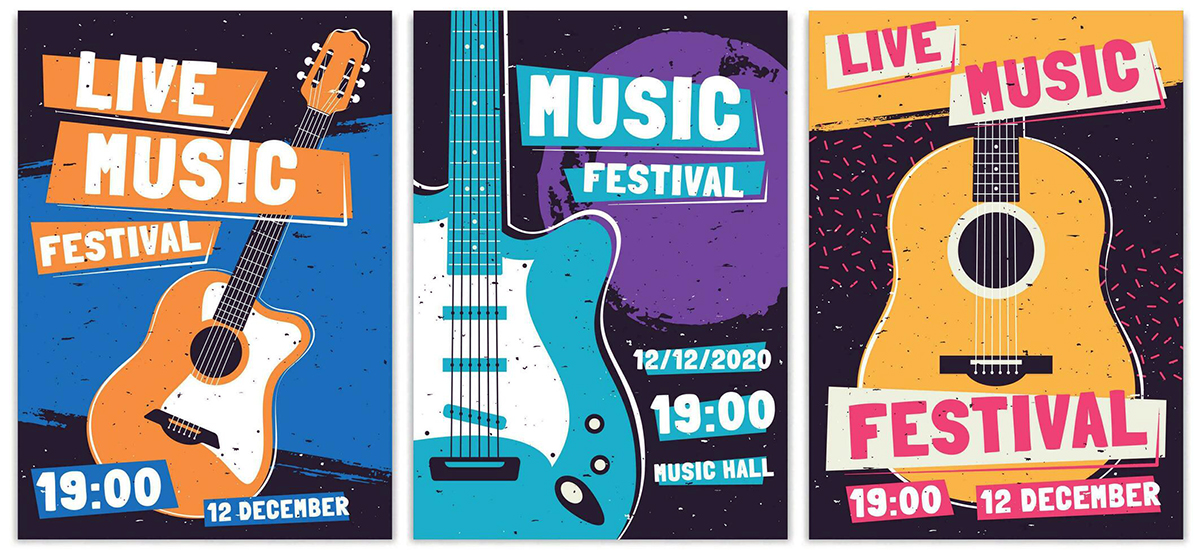 LIVE
MUSIC
FESTIVAL
19:00
12 DECEMBER
MUSIC
FESTIVAL
12/12/2020
19:00
MUSIC HALL
LIVE
MUSIC
FESTIVAL
19:00
12 DECEMBER